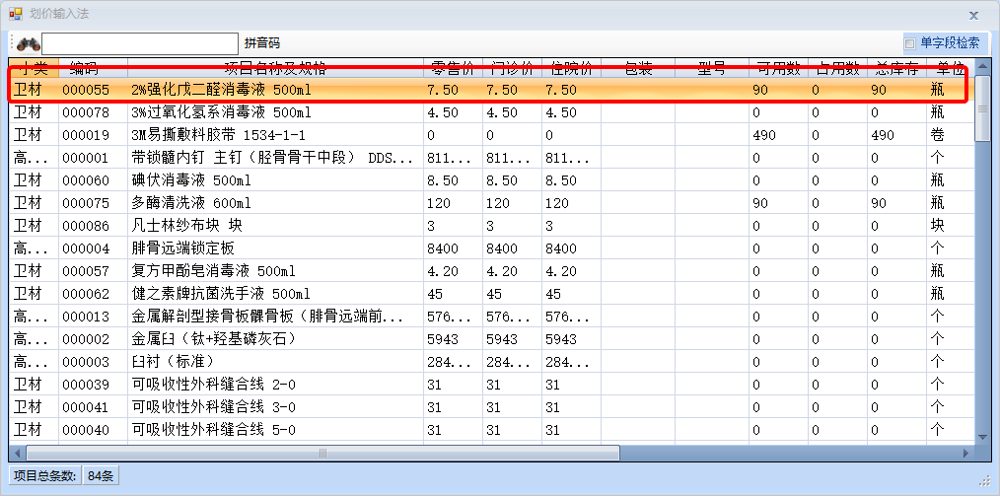 划价输入法
拼音码 单字段检索
小类 编码 项目名称及规格 零售价 门诊价 住院价 包装 型号 可用数 占用数 总库存 单位
卫材 000055 2%强化戊二醛消毒液 500ml 7.50 7.50 7.50 90 0 90 瓶
卫材 000078 3%过氧化氢系消毒液 500ml 4.50 4.50 4.50 0 0 0 瓶
卫材 000019 3M易撕敷料胶带 1534-1-1 0 0 0 490 0 490 卷
高... 000001 带锁髓内钉 主钉（胫骨骨干中段） DDS... 811... 811... 811... 0 0 0 个
卫材 000060 碘伏消毒液 500ml 8.50 8.50 8.50 0 0 0 瓶
卫材 000075 多酶清洗液 600ml 120 120 120 90 0 90 瓶
卫材 000086 凡士林纱布块 块 3 3 3 0 0 0 块
高... 000004 腓骨远端锁定板 8400 8400 8400 0 0 0 个
卫材 000057 复方甲酚皂消毒液 500ml 4.20 4.20 4.20 0 0 0 瓶
卫材 000062 健之素牌抗菌洗手液 500ml 45 45 45 0 0 0 瓶
高... 000013 金属解剖型接骨板髁骨板（腓骨远端前... 576... 576... 576... 0 0 0 个
高... 000002 金属臼（钛+羟基磷灰石） 5943 5943 5943 0 0 0 个
高... 000003 臼衬（标准） 284... 284... 284... 0 0 0 个
卫材 000039 可吸收性外科缝合线 2-0 31 31 31 0 0 0 个
卫材 000041 可吸收性外科缝合线 3-0 31 31 31 0 0 0 个
卫材 000040 可吸收性外科缝合线 5-0 31 31 31 0 0 0 个
项目总条数: 84条